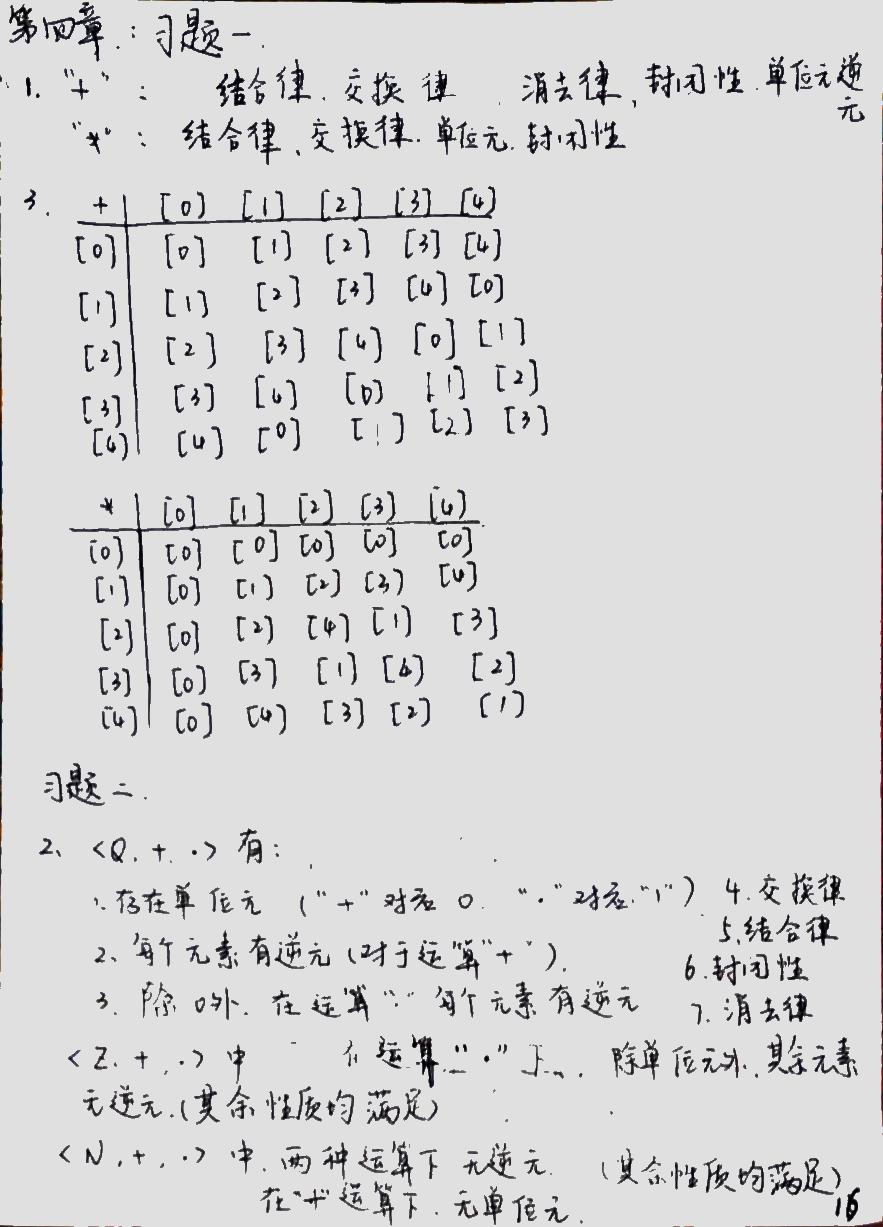 第四章:习题一.
1. "+": 结合律.交换律.消去律,封闭性.单位元逆元
"*": 结合律、交换律.单位元.封闭性
3. + [0] [1] [2] [3] [4]
[0] [0] [1] [2] [3] [4]
[1] [1] [2] [3] [4] [0]
[2] [2] [3] [4] [0] [1]
[3] [3] [4] [0] [1] [2]
[4] [4] [0] [1] [2] [3]
* [0] [1] [2] [3] [4]
[0] [0] [0] [0] [0] [0]
[1] [0] [1] [2] [3] [4]
[2] [0] [2] [4] [1] [3]
[3] [0] [3] [1] [4] [2]
[4] [0] [4] [3] [2] [1]
习题二.
2、<Q.+.·>有:
1.存在单位元("+"对应0."·"对应"1") 4.交换律
5.结合律
2、每个元素有逆元(对于运算"+"). 6.封闭性
3.除0外.在运算"·"每个元素有逆元 7.消去律
<Z.+.·>中 在运算"·"下.除单位元外.其余元素
无逆元.(其余性质均满足)
<N.+.·>中.两种运算下无逆元.(其余性质均满足)
在"+"运算下.无单位元.
16